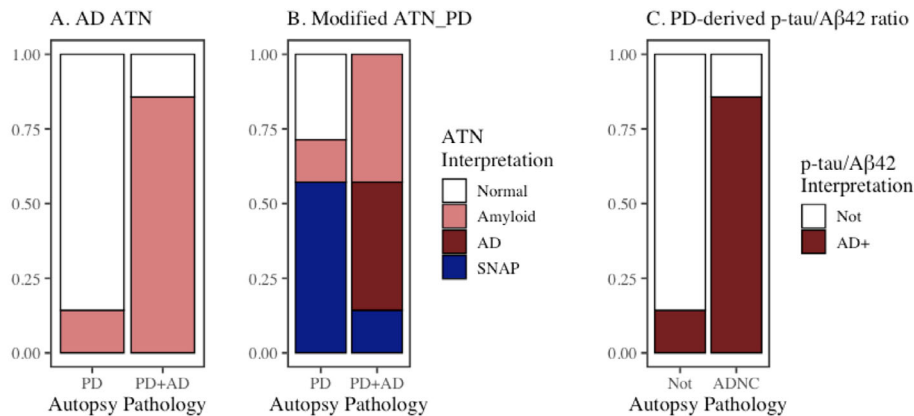 A. AD ATN
1.00
0.75
0.50
0.25
0.00
PD PD+AD
Autopsy Pathology
B. Modified ATN_PD
1.00
0.75
0.50
0.25
0.00
PD PD+AD
Autopsy Pathology
ATN
Interpretation
Normal
Amyloid
AD
SNAP
C. PD-derived p-tau/Aβ42 ratio
1.00
0.75
0.50
0.25
0.00
Not ADNC
Autopsy Pathology
p-tau/Aβ42
Interpretation
Not
AD+